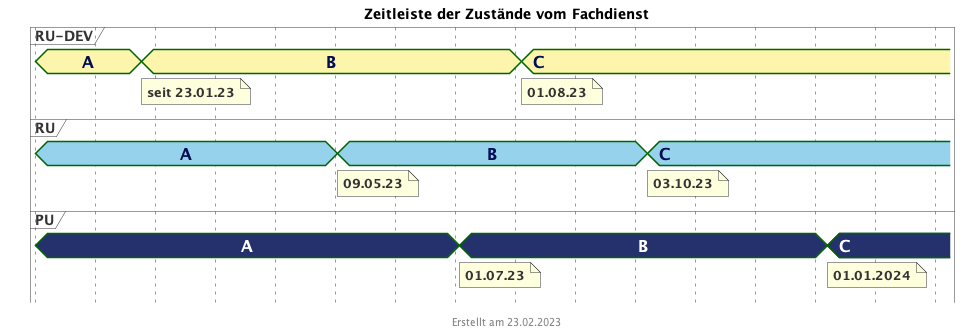 Zeitleiste der Zustände vom Fachdienst
RU-DEV
A B C
seit 23.01.23 01.08.23
RU
A B C
09.05.23 03.10.23
PU
A B C
01.07.23 01.01.2024
Erstellt am 23.02.2023